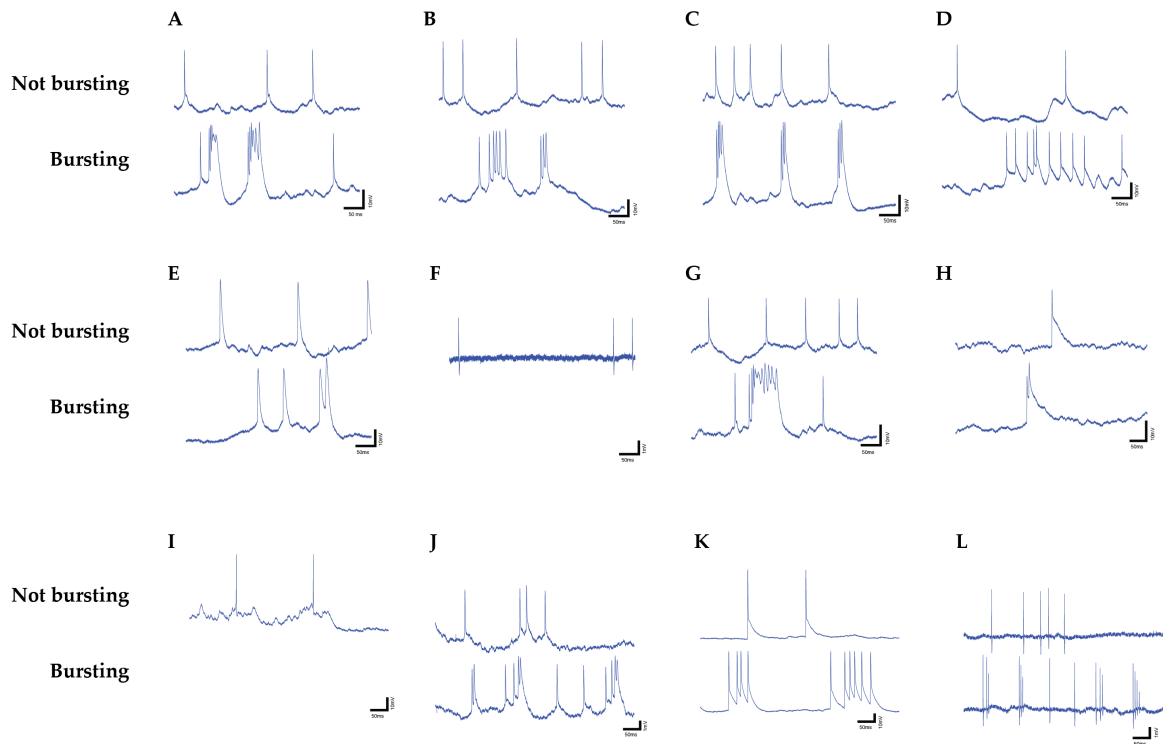 A B C D
Not bursting
Bursting
50 ms 10mV 50ms 10mV 50ms 10mV 50ms 10mV
E F G H
Not bursting
Bursting
50ms 10mV 50ms 1mV 50ms 10mV 50ms 10mV
I J K L
Not bursting
Bursting
50ms 10mV 50ms 1mV 50ms 10mV 50ms 1mV